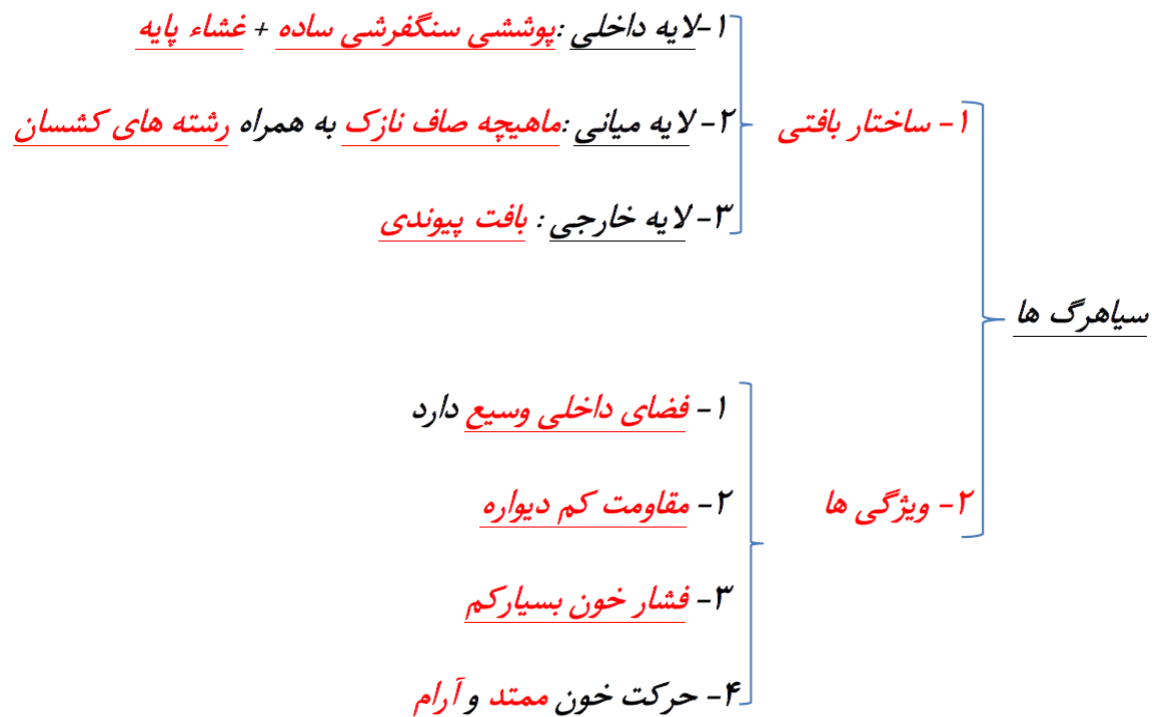 ۱-لایه داخلی :پوششی سنگفرشی ساده + غشاء پایه
۱- ساختار بافتی
۲- لایه میانی :ماهیچه صاف نازک به همراه رشته های کشسان
۳- لایه خارجی : بافت پیوندی
سیاهرگ ها
۱- فضای داخلی وسیع دارد
۲- ویژگی ها
۲- مقاومت کم دیواره
۳- فشار خون بسیارکم
۴- حرکت خون ممتد و آرام